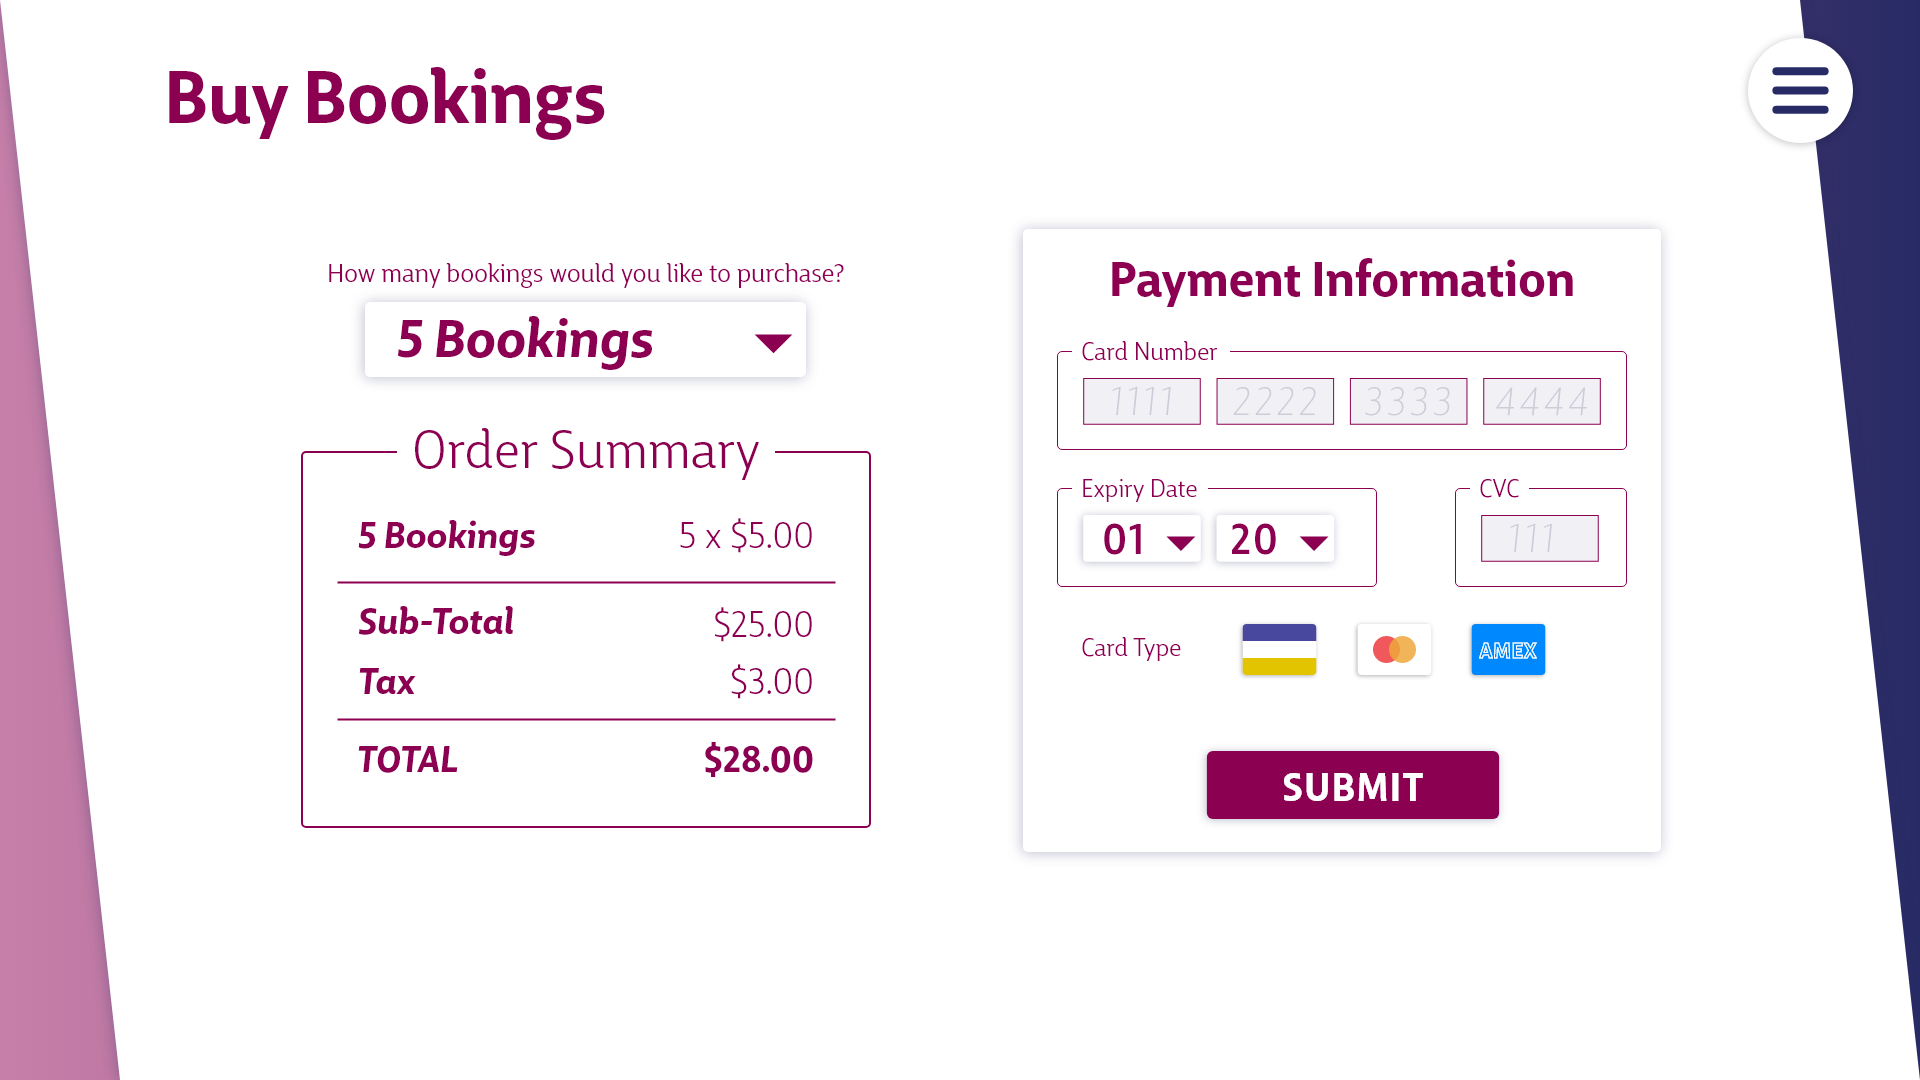 Buy Bookings
How many bookings would you like to purchase?
5 Bookings
Order Summary
5 Bookings 5 x $5.00
Sub-Total $25.00
Tax $3.00
TOTAL $28.00
Payment Information
Card Number
1111 2222 3333 4444
Expiry Date CVC
01 20 111
Card Type AMEX
SUBMIT